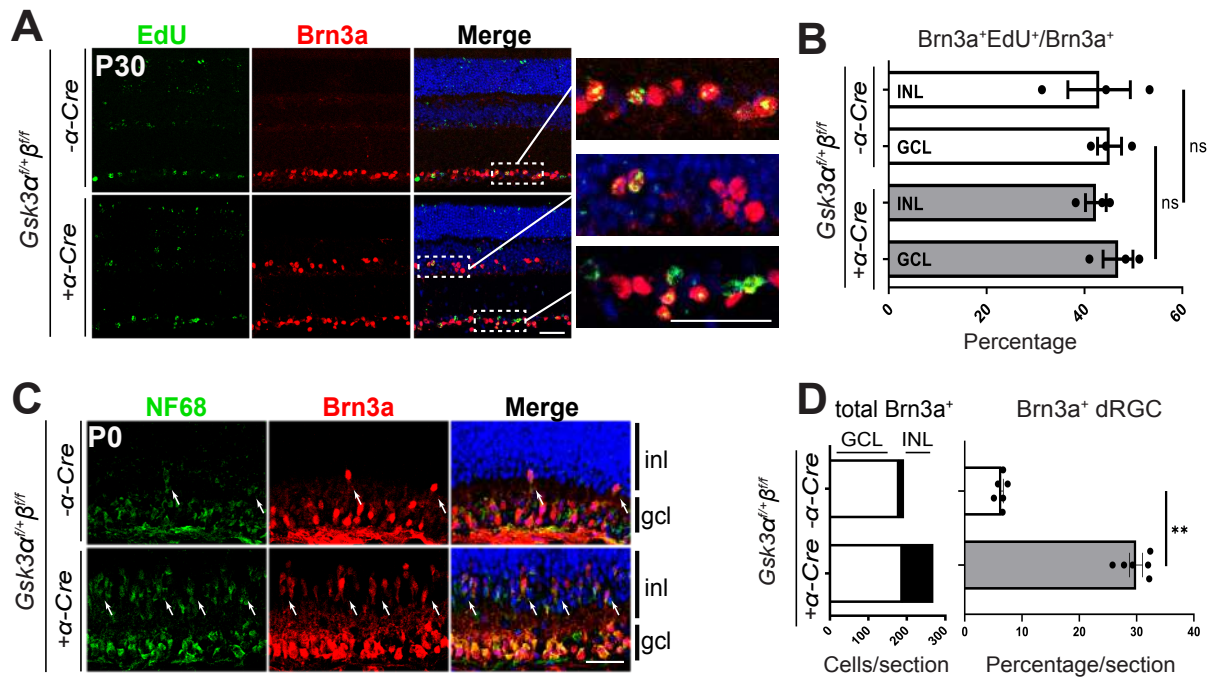 A
EdU
Brn3a
Merge
P30
Gsk3α^f/+β^f/f
-α-Cre
+α-Cre
B
Brn3a⁺EdU⁺/Brn3a⁺
Gsk3α^f/+β^f/f
-α-Cre
+α-Cre
INL
GCL
INL
GCL
ns
ns
0 20 40 60
Percentage
C
NF68
Brn3a
Merge
P0
Gsk3α^f/+β^f/f
-α-Cre
+α-Cre
inl
gcl
inl
gcl
D
total Brn3a⁺
GCL INL
Brn3a⁺ dRGC
Gsk3α^f/+β^f/f
-α-Cre
+α-Cre
**
0 100 200 300
Cells/section
0 10 20 30 40
Percentage/section